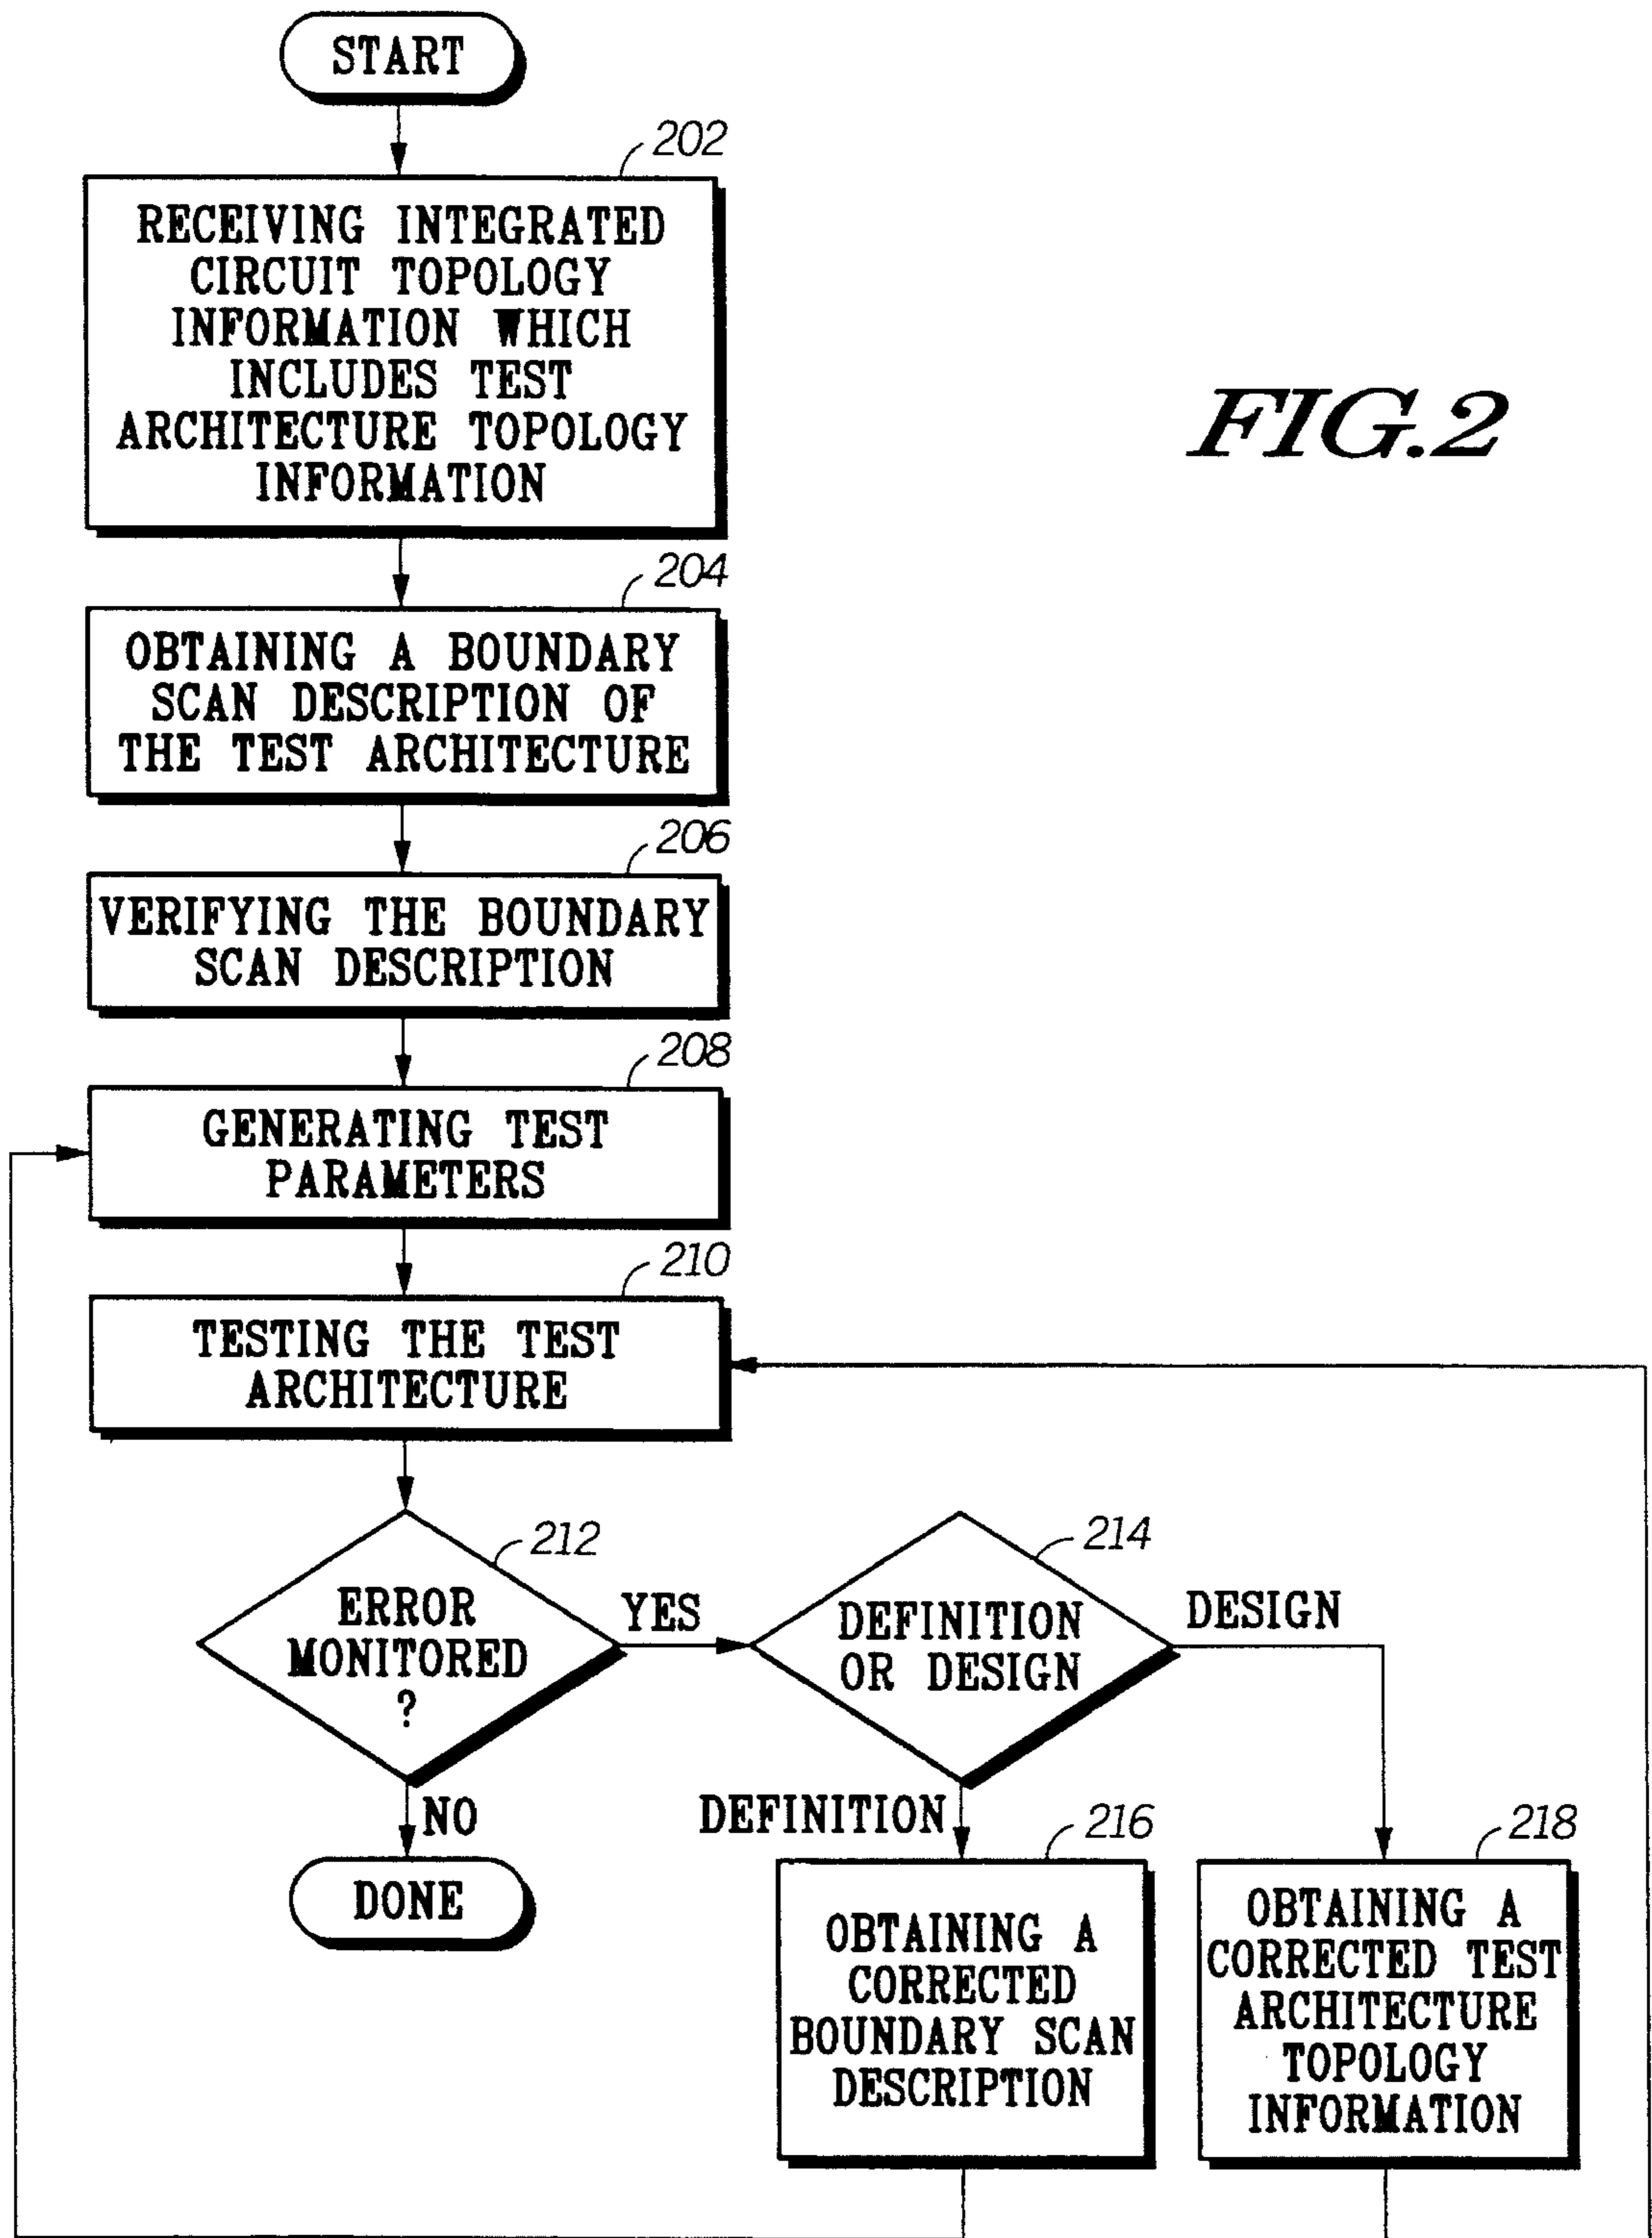 START
202
RECEIVING INTEGRATED
CIRCUIT TOPOLOGY
INFORMATION WHICH
INCLUDES TEST
ARCHITECTURE TOPOLOGY
INFORMATION
FIG.2
204
OBTAINING A BOUNDARY
SCAN DESCRIPTION OF
THE TEST ARCHITECTURE
206
VERIFYING THE BOUNDARY
SCAN DESCRIPTION
208
GENERATING TEST
PARAMETERS
210
TESTING THE TEST
ARCHITECTURE
212
ERROR
MONITORED
?
YES
214
DEFINITION
OR DESIGN
DESIGN
NO
DONE
DEFINITION
216
OBTAINING A
CORRECTED
BOUNDARY SCAN
DESCRIPTION
218
OBTAINING A
CORRECTED TEST
ARCHITECTURE
TOPOLOGY
INFORMATION